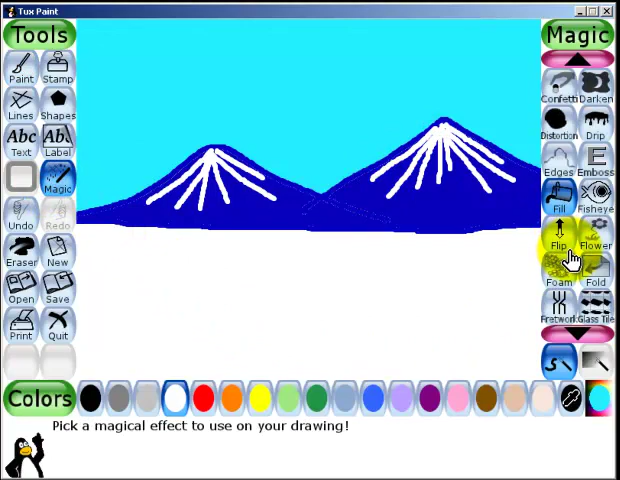 Tux Paint
Tools
Magic
Paint Stamp
Confetti Darken
Lines Shapes
Distortion Drip
Abc Abc
Text Label
Edges Emboss
Magic
Fill Fisheye
Undo Redo
Flip Flower
Eraser New
Foam Fold
Open Save
Fretwork Glass Tile
Print Quit
Colors
Pick a magical effect to use on your drawing!